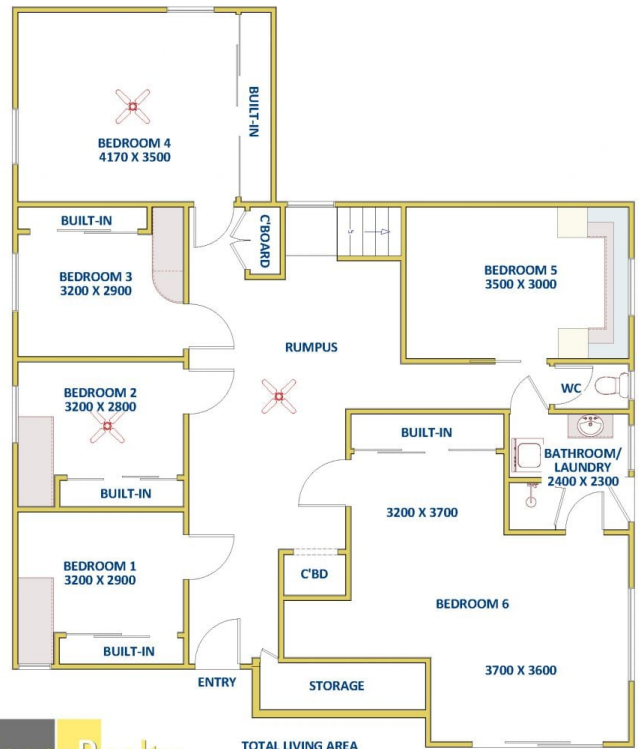 BUILT-IN
BEDROOM 4
4170 X 3500
BUILT-IN
C'BOARD
BEDROOM 3
3200 X 2900
BEDROOM 5
3500 X 3000
RUMPUS
BEDROOM 2
3200 X 2800
WC
BUILT-IN
BATHROOM/
LAUNDRY
2400 X 2300
BUILT-IN
3200 X 3700
BEDROOM 1
3200 X 2900
C'BD
BEDROOM 6
BUILT-IN
3700 X 3600
ENTRY
STORAGE
TOTAL LIVING AREA